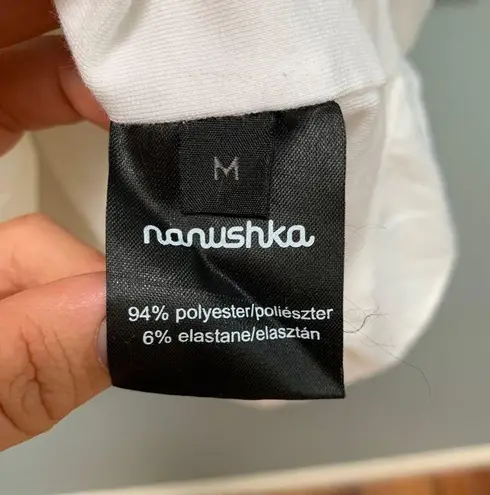 M
nanushka
94% polyester/poliészter
6% elastane/elasztán